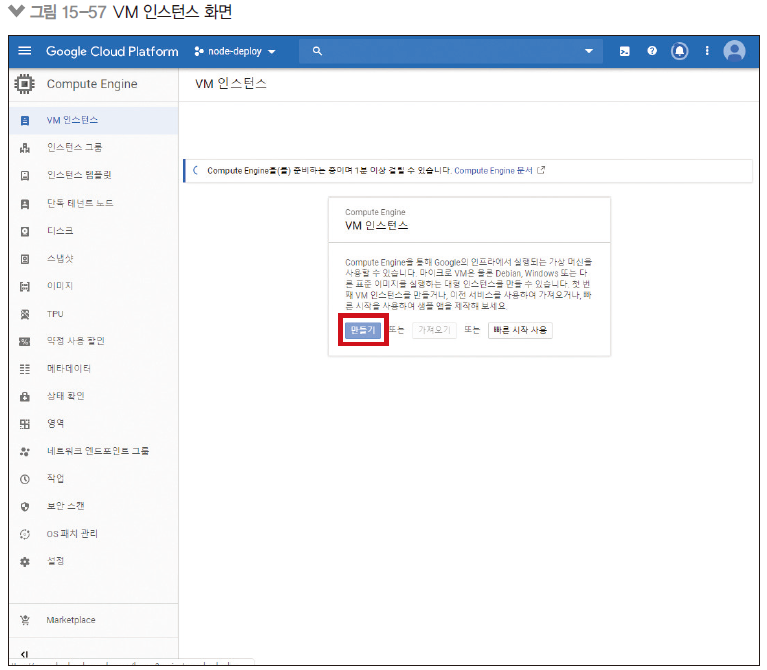 그림 15-57 VM 인스턴스 화면
Google Cloud Platform node-deploy
Compute Engine VM 인스턴스
VM 인스턴스
인스턴스 그룹
인스턴스 템플릿
단독 테넌트 노드
디스크
스냅샷
이미지
TPU
약정 사용 할인
메타데이터
상태 확인
영역
네트워크 엔드포인트 그룹
작업
보안 스캔
OS 패치 관리
설정
Marketplace
Compute Engine을(를) 준비하는 중이며 1분 이상 걸릴 수 있습니다. Compute Engine 문서
Compute Engine
VM 인스턴스
Compute Engine을 통해 Google의 인프라에서 실행되는 가상 머신을
사용할 수 있습니다. 마이크로 VM은 물론 Debian, Windows 또는 다
른 표준 이미지를 실행하는 대형 인스턴스를 만들 수 있습니다. 첫 번
째 VM 인스턴스를 만들거나, 이전 서비스를 사용하여 가져오거나, 빠
른 시작을 사용하여 샘플 앱을 제작해 보세요.
만들기 또는 가져오기 또는 빠른 시작 사용